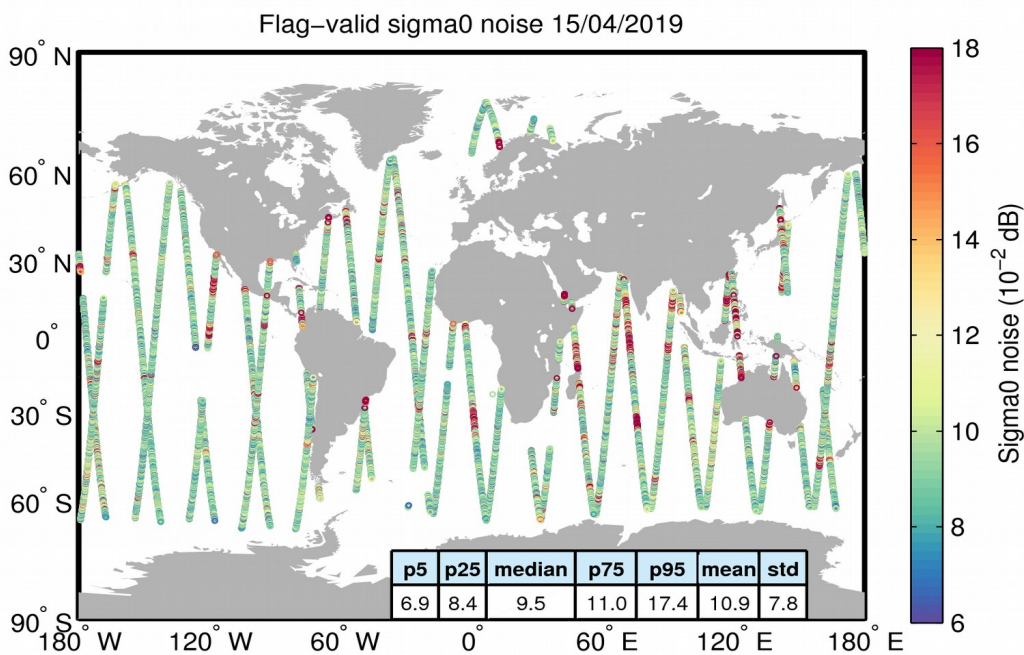 Flag−valid sigma0 noise 15/04/2019
90° N
60° N
30° N
0°
30° S
60° S
90° S
180° W
120° W
60° W
0°
60° E
120° E
180° E
p5 p25 median p75 p95 mean std
6.9 8.4 9.5 11.0 17.4 10.9 7.8
18
16
14
12
10
8
6
Sigma0 noise (10⁻² dB)